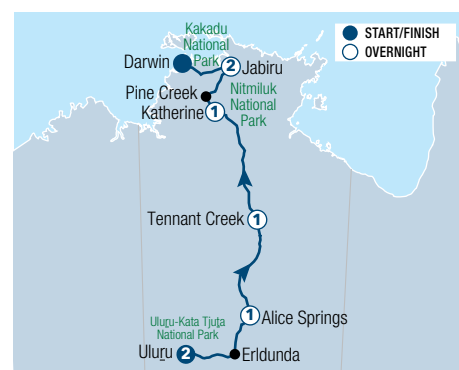 START/FINISH
OVERNIGHT
Kakadu
National
Park
Darwin
2
Jabiru
Pine Creek
Nitmiluk
National
Park
Katherine
1
Tennant Creek
1
1
Alice Springs
Uluṟu-Kata Tjuṯa
National Park
Uluṟu
2
Erldunda